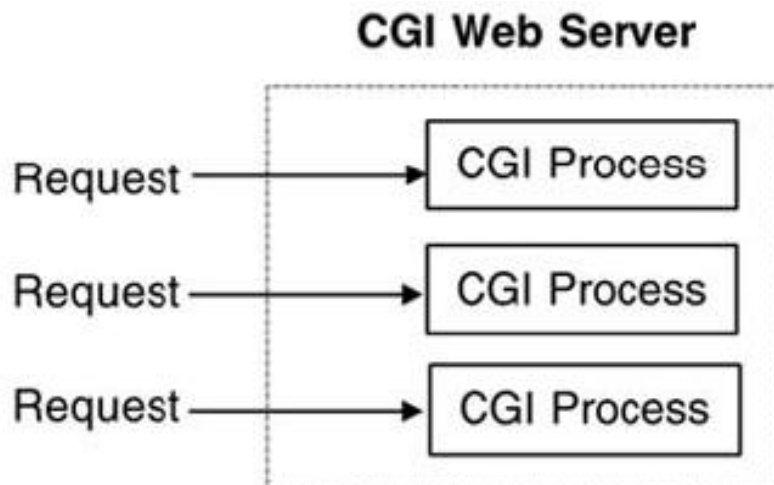 CGI Web Server
Request
CGI Process
Request
CGI Process
Request
CGI Process